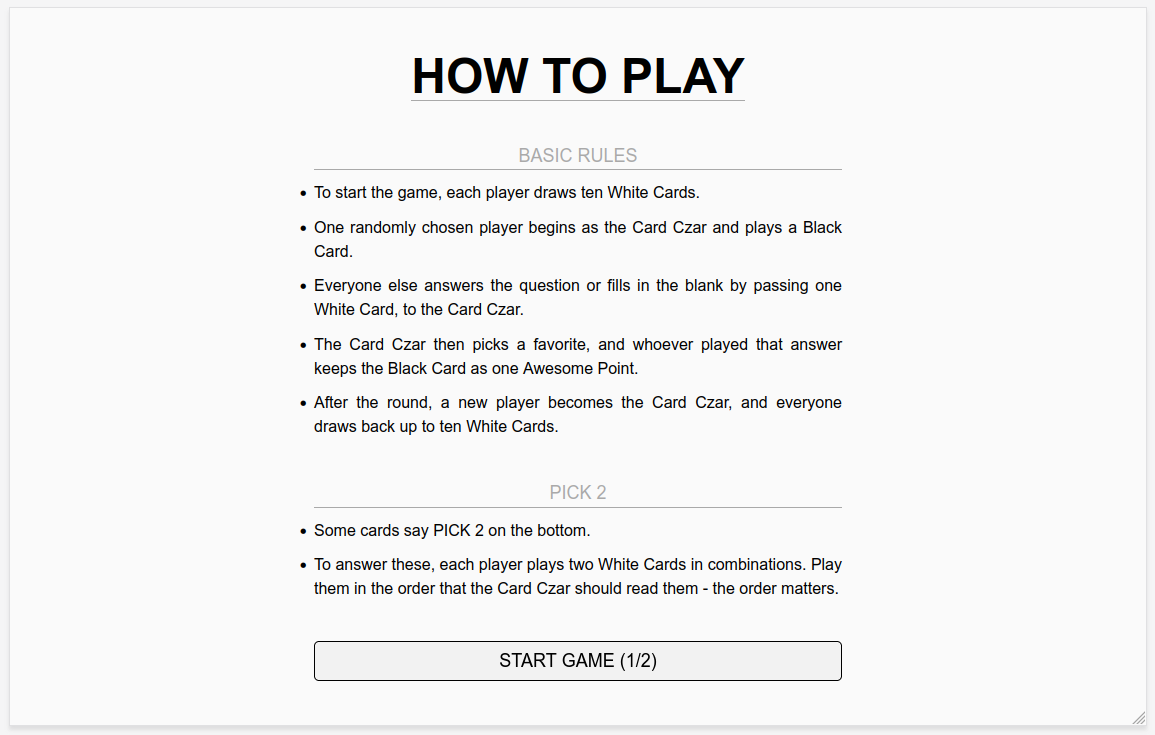 HOW TO PLAY
BASIC RULES
• To start the game, each player draws ten White Cards.
• One randomly chosen player begins as the Card Czar and plays a Black
Card.
• Everyone else answers the question or fills in the blank by passing one
White Card, to the Card Czar.
• The Card Czar then picks a favorite, and whoever played that answer
keeps the Black Card as one Awesome Point.
• After the round, a new player becomes the Card Czar, and everyone
draws back up to ten White Cards.
PICK 2
• Some cards say PICK 2 on the bottom.
• To answer these, each player plays two White Cards in combinations. Play
them in the order that the Card Czar should read them - the order matters.
START GAME (1/2)